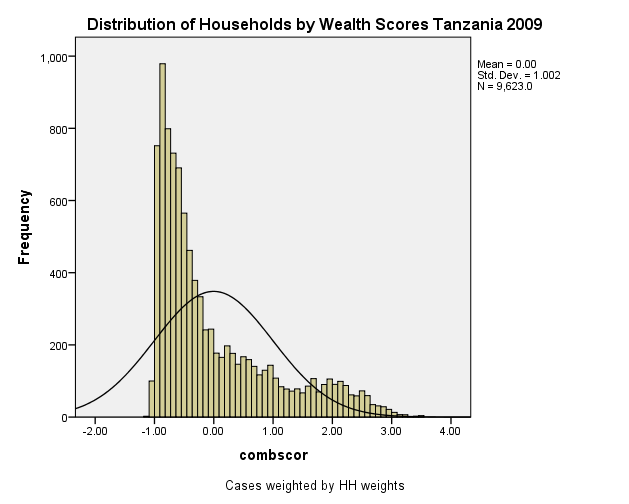 Distribution of Households by Wealth Scores Tanzania 2009
Mean = 0.00
Std. Dev. = 1.002
N = 9,623.0
Frequency
1,000
800
600
400
200
0
-2.00 -1.00 0.00 1.00 2.00 3.00 4.00
combscor
Cases weighted by HH weights